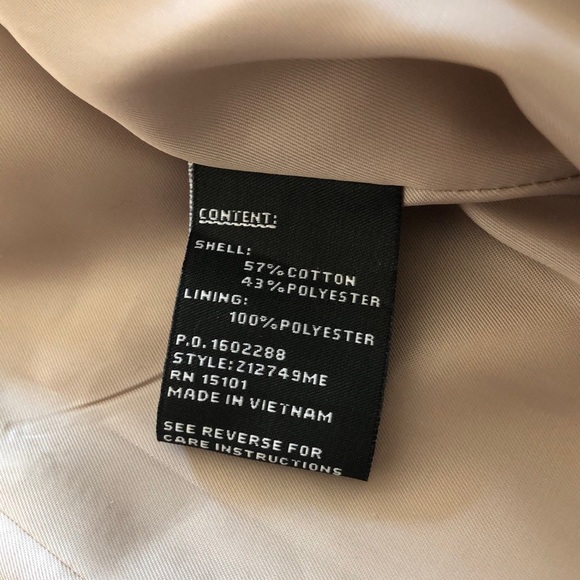 CONTENT:
SHELL:
57% COTTON
43% POLYESTER
LINING:
100% POLYESTER
P.O. 1602288
STYLE: Z12749ME
RN 15101
MADE IN VIETNAM
SEE REVERSE FOR
CARE INSTRUCTIONS